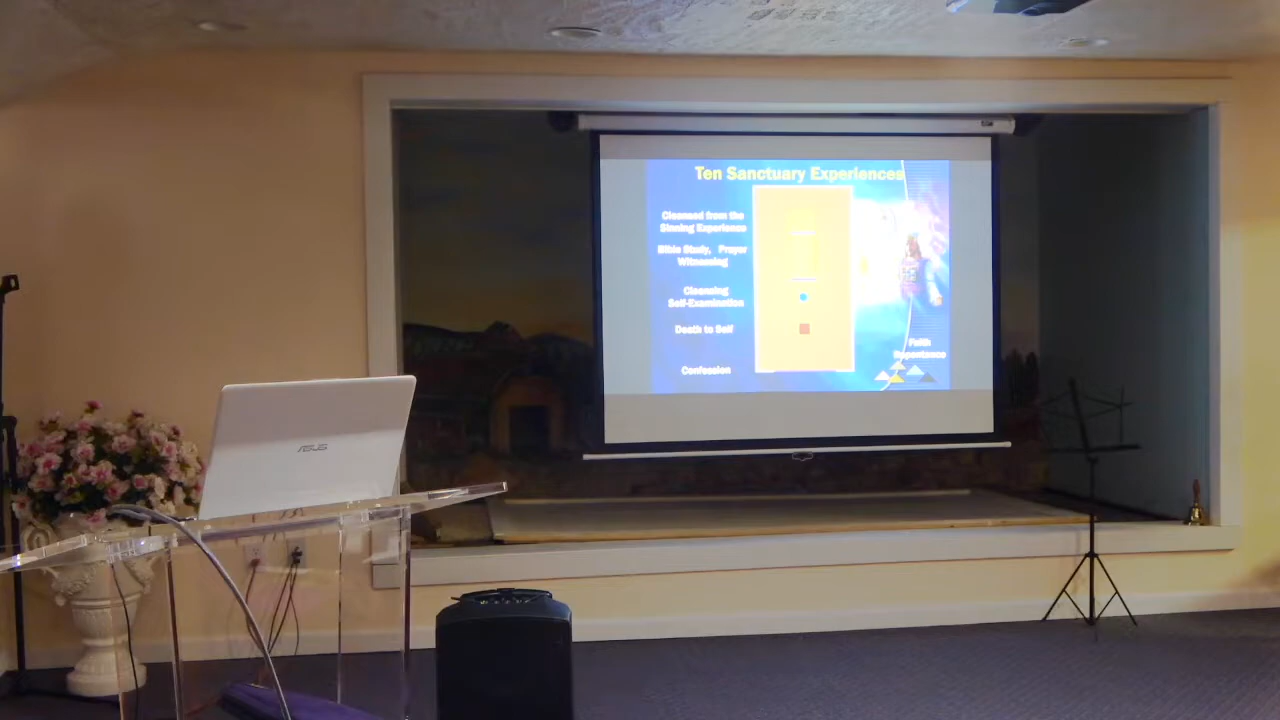 Ten Sanctuary Experiences
Cleansed from the
Sinning Experience
Bible Study, Prayer
Witnessing
Cleansing
Self-Examination
Death to Self
Confession
Faith
Repentance
ASUS